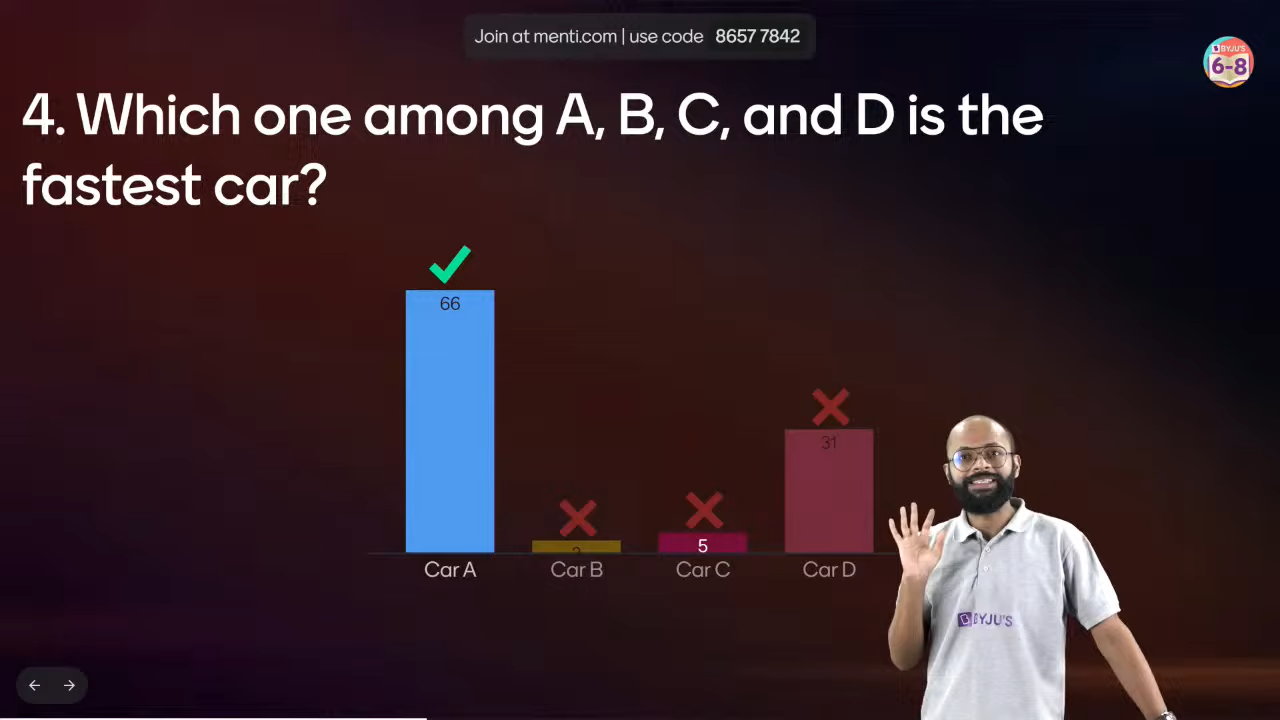 Join at menti.com | use code 8657 7842
BYJU'S
6-8
4. Which one among A, B, C, and D is the
fastest car?
66
31
5
Car A
Car B
Car C
Car D
BYJU'S